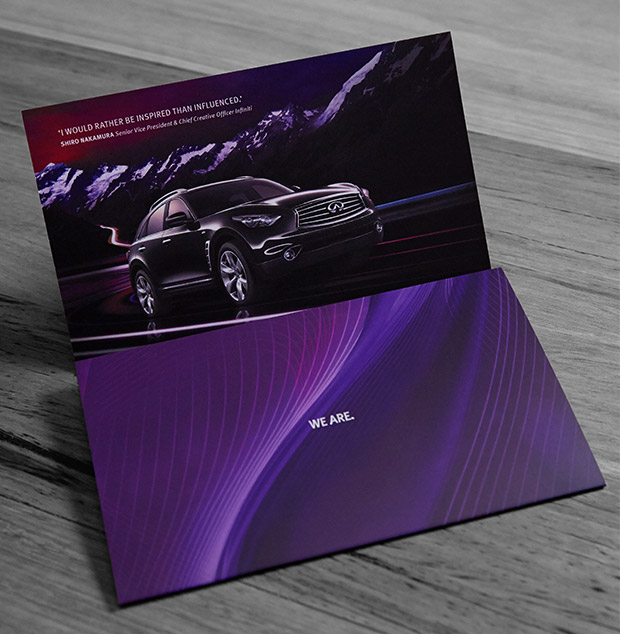 "I WOULD RATHER BE INSPIRED THAN INFLUENCED."
SHIRO NAKAMURA Senior Vice President & Chief Creative Officer Infiniti
WE ARE.